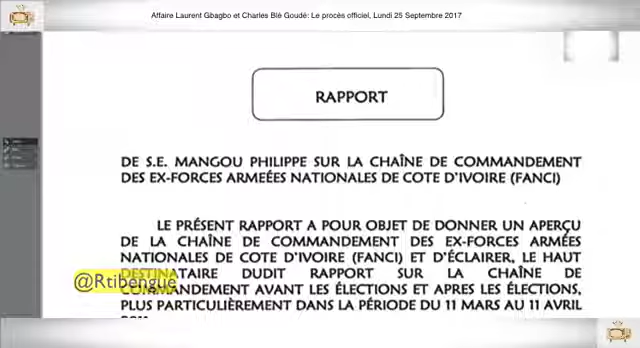 Affaire Laurent Gbagbo et Charles Blé Goudé: Le procès officiel, Lundi 25 Septembre 2017
RAPPORT
DE S.E. MANGOU PHILIPPE SUR LA CHAÎNE DE COMMANDEMENT
DES EX-FORCES ARMEÉES NATIONALES DE COTE D'IVOIRE (FANCI)
LE PRÉSENT RAPPORT A POUR OBJET DE DONNER UN APERÇU
DE LA CHAÎNE DE COMMANDEMENT DES EX-FORCES ARMÉES
NATIONALES DE COTE D'IVOIRE (FANCI) ET D'ÉCLAIRER, LE HAUT
DESTINATAIRE DUDIT RAPPORT SUR LA CHAÎNE DE
@Rtibengue
COMMANDEMENT AVANT LES ÉLECTIONS ET APRES LES ÉLECTIONS,
PLUS PARTICULIÈREMENT DANS LA PÉRIODE DU 11 MARS AU 11 AVRIL